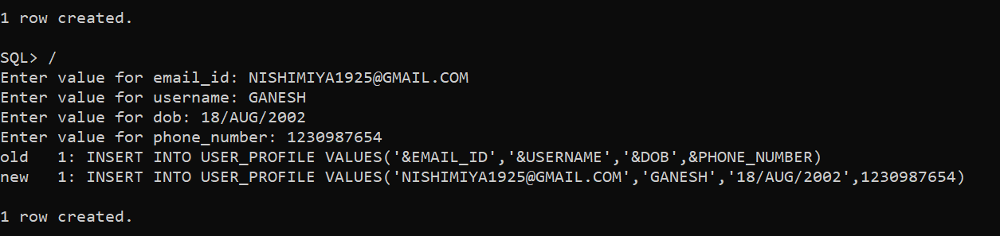 1 row created.
SQL> /
Enter value for email_id: NISHIMIYA1925@GMAIL.COM
Enter value for username: GANESH
Enter value for dob: 18/AUG/2002
Enter value for phone_number: 1230987654
old   1: INSERT INTO USER_PROFILE VALUES('&EMAIL_ID','&USERNAME','&DOB',&PHONE_NUMBER)
new   1: INSERT INTO USER_PROFILE VALUES('NISHIMIYA1925@GMAIL.COM','GANESH','18/AUG/2002',1230987654)
1 row created.